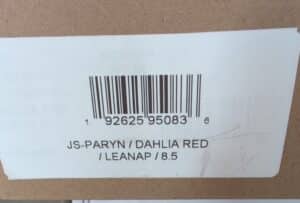 1 92625 95083 6
JS-PARYN / DAHLIA RED
/ LEANAP / 8.5